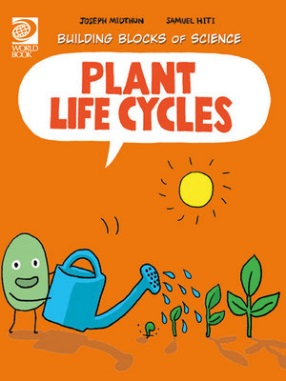 JOSEPH MIDTHUN SAMUEL HITI
BUILDING BLOCKS OF SCIENCE
WORLD
BOOK
PLANT
LIFE CYCLES